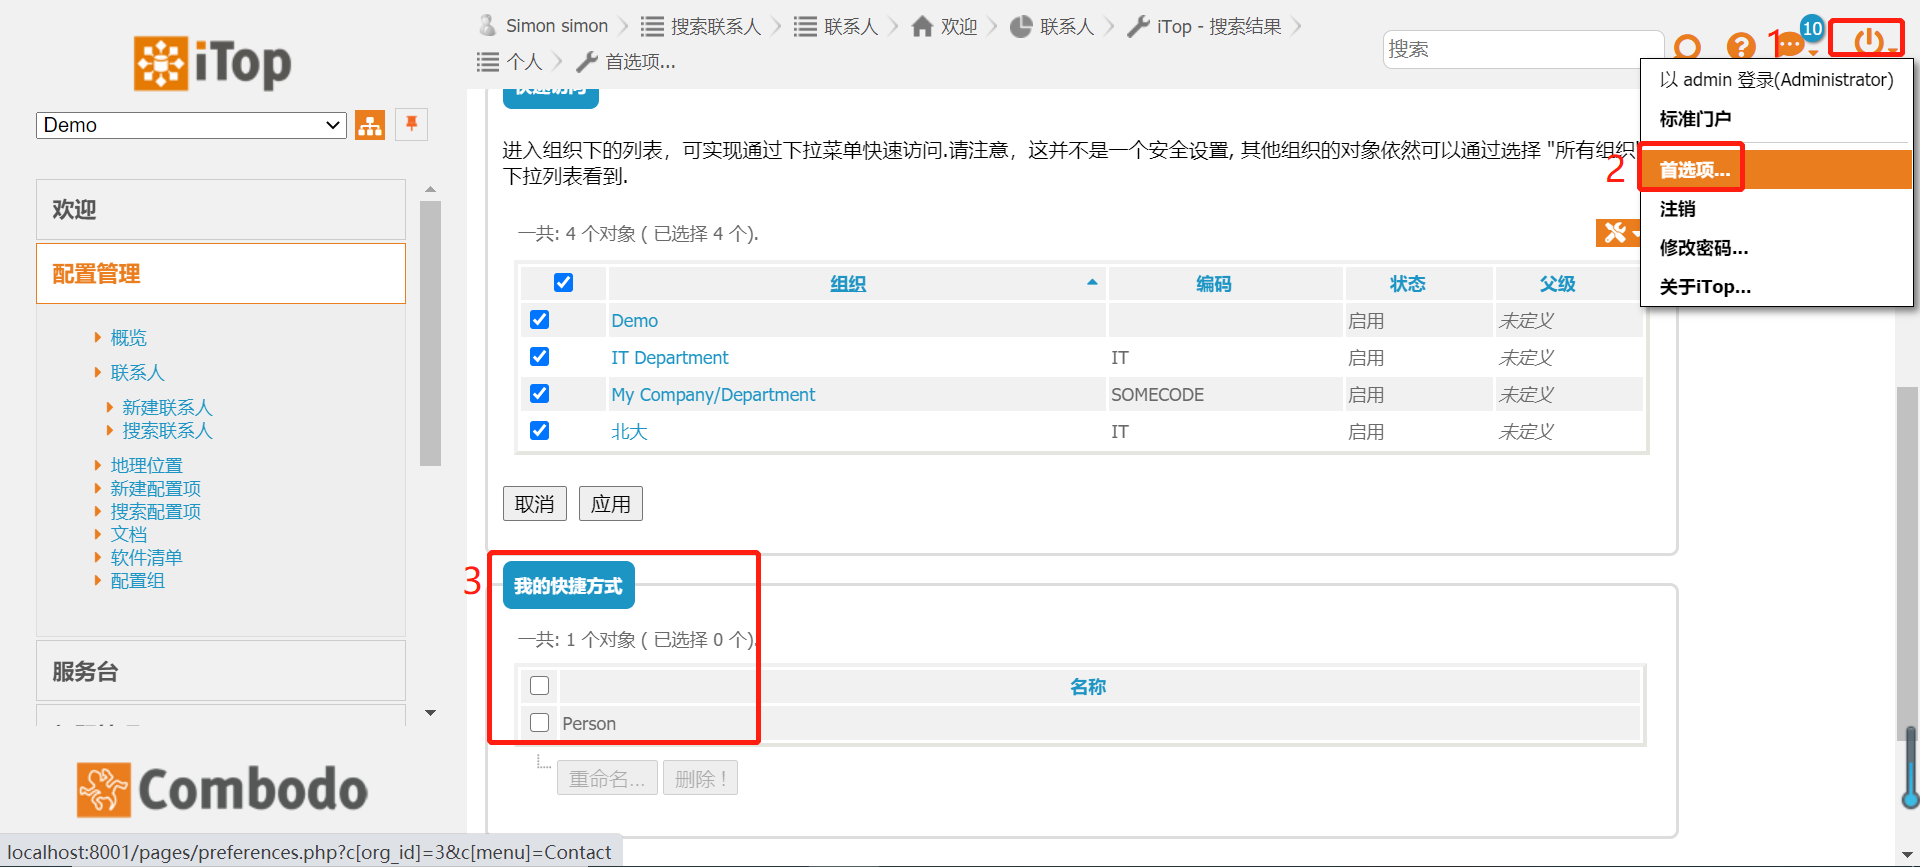 iTop
Demo
欢迎
配置管理
概览
联系人
新建联系人
搜索联系人
地理位置
新建配置项
搜索配置项
文档
软件清单
配置组
服务台
Combodo
Simon simon
搜索联系人
联系人
欢迎
联系人
iTop - 搜索结果
个人
首选项...
搜索
?
1
10
以 admin 登录(Administrator)
标准门户
2
首选项...
注销
修改密码...
关于iTop...
快速访问
进入组织下的列表，可实现通过下拉菜单快速访问.请注意，这并不是一个安全设置, 其他组织的对象依然可以通过选择 "所有组织"
下拉列表看到.
一共: 4 个对象 ( 已选择 4 个).
组织 编码 状态 父级
Demo 启用 未定义
IT Department IT 启用 未定义
My Company/Department SOMECODE 启用 未定义
北大 IT 启用 未定义
取消 应用
3
我的快捷方式
一共: 1 个对象 ( 已选择 0 个).
名称
Person
重命名... 删除 !
localhost:8001/pages/preferences.php?c[org_id]=3&c[menu]=Contact